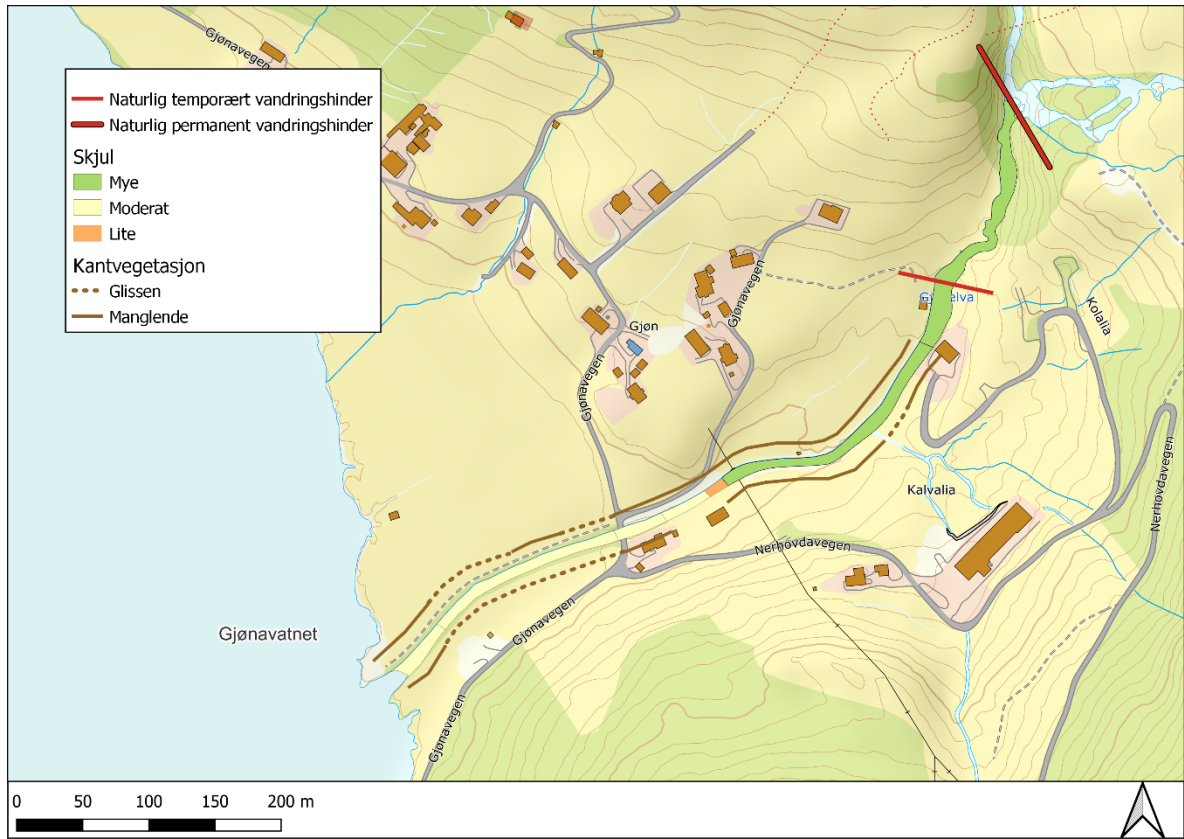 Gjønavegen
Naturlig temporært vandringshinder
Naturlig permanent vandringshinder
Skjul
Mye
Moderat
Lite
Kantvegetasjon
Glissen
Manglende
Gjøn
Gjønavegen
Gjønavegen
Kolalia
Kalvalia
Nerhovdavegen
Nerhovdavegen
Gjønavatnet
Gjønavegen
Gjønavegen
0 50 100 150 200 m